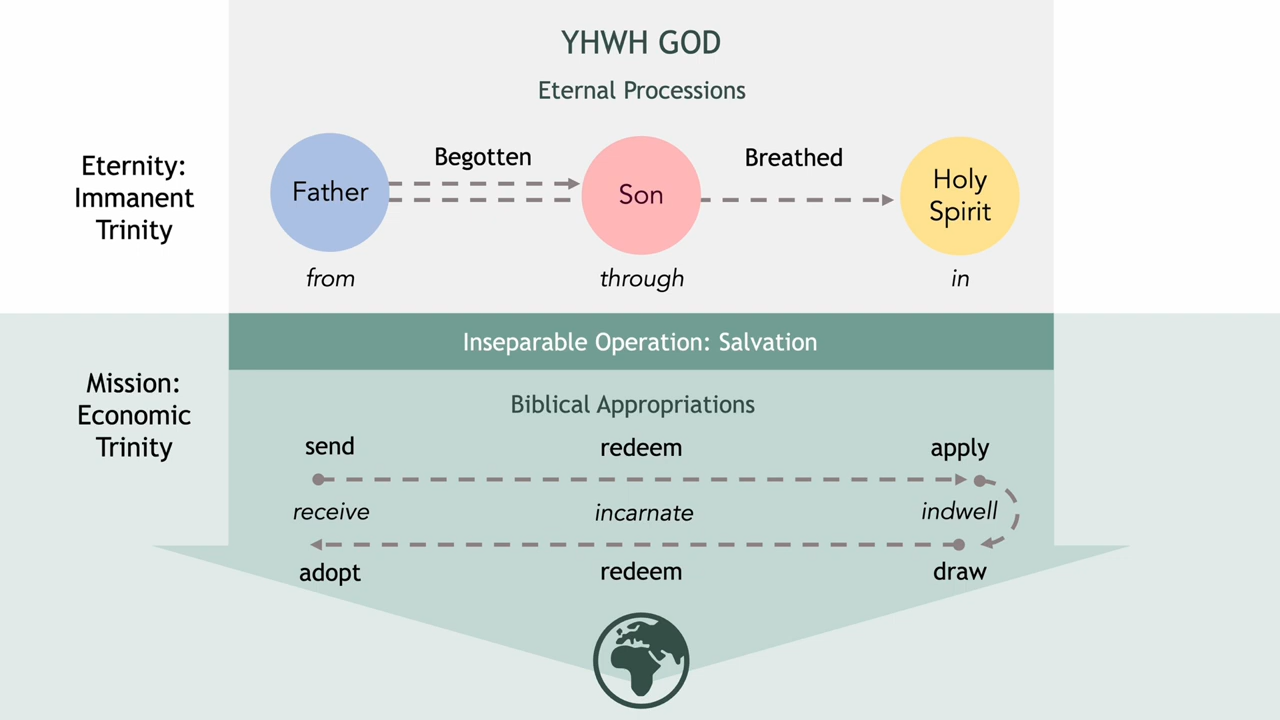 YHWH GOD
Eternal Processions
Eternity:
Immanent
Trinity
Begotten
Breathed
Father
Son
Holy
Spirit
from
through
in
Inseparable Operation: Salvation
Mission:
Economic
Trinity
Biblical Appropriations
send
redeem
apply
receive
incarnate
indwell
adopt
redeem
draw